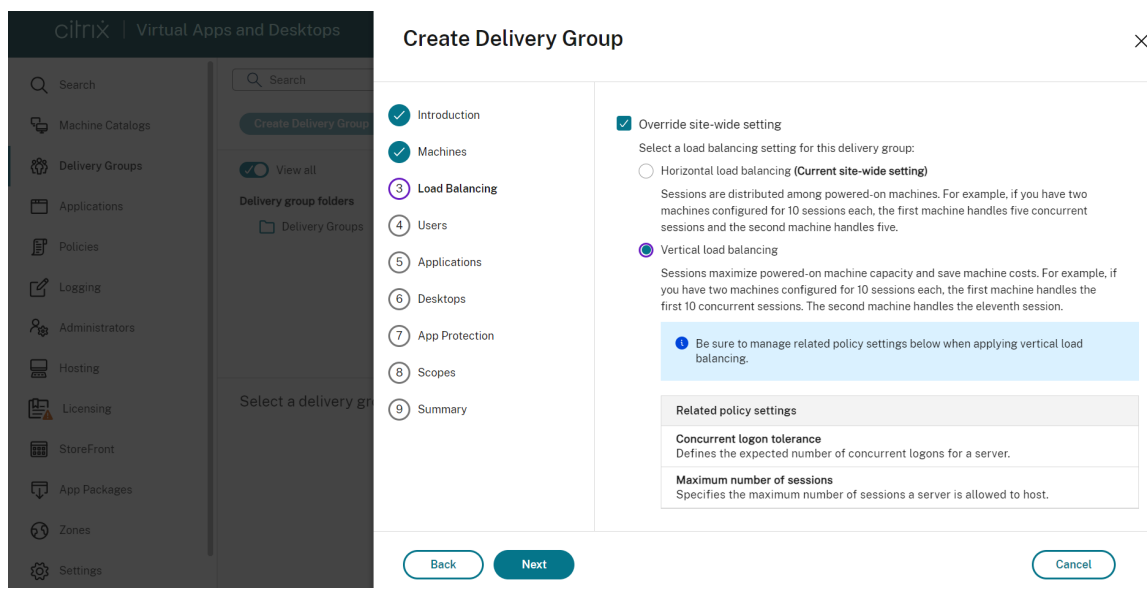 citrix | Virtual Apps and Desktops
Search
Machine Catalogs
Delivery Groups
Applications
Policies
Logging
Administrators
Hosting
Licensing
StoreFront
App Packages
Zones
Settings
Search
Create Delivery Group
View all
Delivery group folders
Delivery Groups
Select a delivery gr
Create Delivery Group
Introduction
Machines
3 Load Balancing
4 Users
5 Applications
6 Desktops
7 App Protection
8 Scopes
9 Summary
Override site-wide setting
Select a load balancing setting for this delivery group:
Horizontal load balancing (Current site-wide setting)
Sessions are distributed among powered-on machines. For example, if you have two
machines configured for 10 sessions each, the first machine handles five concurrent
sessions and the second machine handles five.
Vertical load balancing
Sessions maximize powered-on machine capacity and save machine costs. For example, if
you have two machines configured for 10 sessions each, the first machine handles the
first 10 concurrent sessions. The second machine handles the eleventh session.
Be sure to manage related policy settings below when applying vertical load
balancing.
Related policy settings
Concurrent logon tolerance
Defines the expected number of concurrent logons for a server.
Maximum number of sessions
Specifies the maximum number of sessions a server is allowed to host.
Back
Next
Cancel